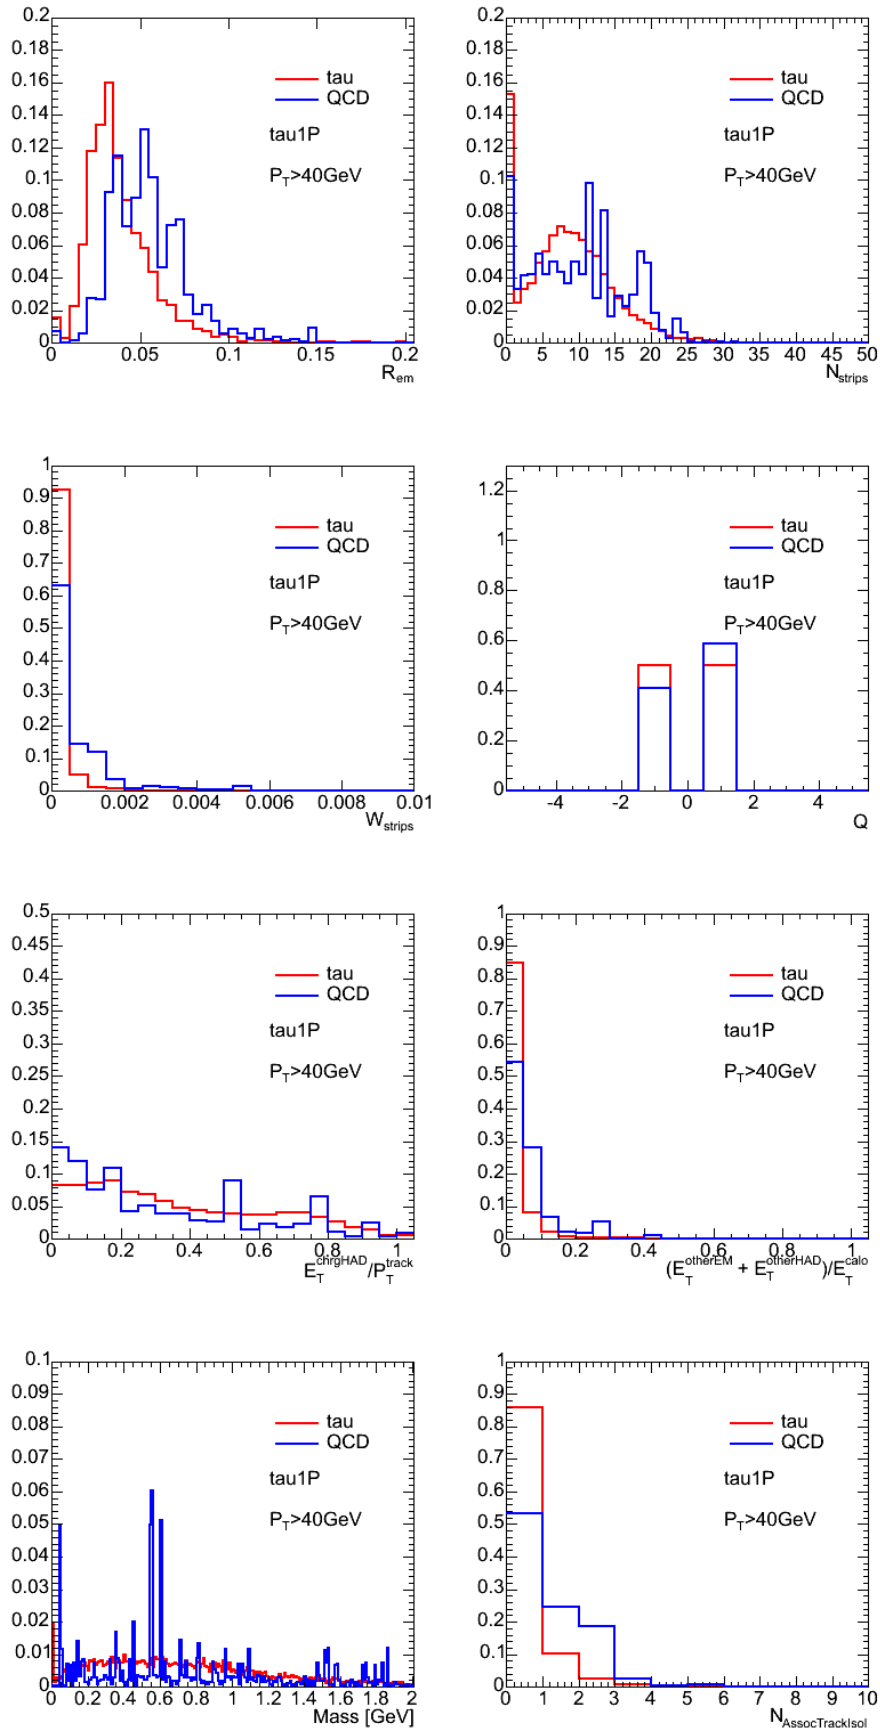 0.2
0.18
0.16
0.14
0.12
0.1
0.08
0.06
0.04
0.02
0
tau
QCD
tau1P
P_T>40GeV
0 0.05 0.1 0.15 0.2
R_em
0.2
0.18
0.16
0.14
0.12
0.1
0.08
0.06
0.04
0.02
0
tau
QCD
tau1P
P_T>40GeV
0 5 10 15 20 25 30 35 40 45 50
N_strips
1
0.9
0.8
0.7
0.6
0.5
0.4
0.3
0.2
0.1
0
tau
QCD
tau1P
P_T>40GeV
0 0.002 0.004 0.006 0.008 0.01
W_strips
1.2
1
0.8
0.6
0.4
0.2
0
tau
QCD
tau1P
P_T>40GeV
-4 -2 0 2 4
Q
0.5
0.45
0.4
0.35
0.3
0.25
0.2
0.15
0.1
0.05
0
tau
QCD
tau1P
P_T>40GeV
0 0.2 0.4 0.6 0.8 1
E_T^chrgHAD/P_T^track
1
0.9
0.8
0.7
0.6
0.5
0.4
0.3
0.2
0.1
0
tau
QCD
tau1P
P_T>40GeV
0 0.2 0.4 0.6 0.8 1
(E_T^otherEM + E_T^otherHAD)/E_T^calo
0.1
0.09
0.08
0.07
0.06
0.05
0.04
0.03
0.02
0.01
0
tau
QCD
tau1P
P_T>40GeV
0 0.2 0.4 0.6 0.8 1 1.2 1.4 1.6 1.8 2
Mass [GeV]
1
0.9
0.8
0.7
0.6
0.5
0.4
0.3
0.2
0.1
0
tau
QCD
tau1P
P_T>40GeV
0 1 2 3 4 5 6 7 8 9 10
N_AssocTrackIsol